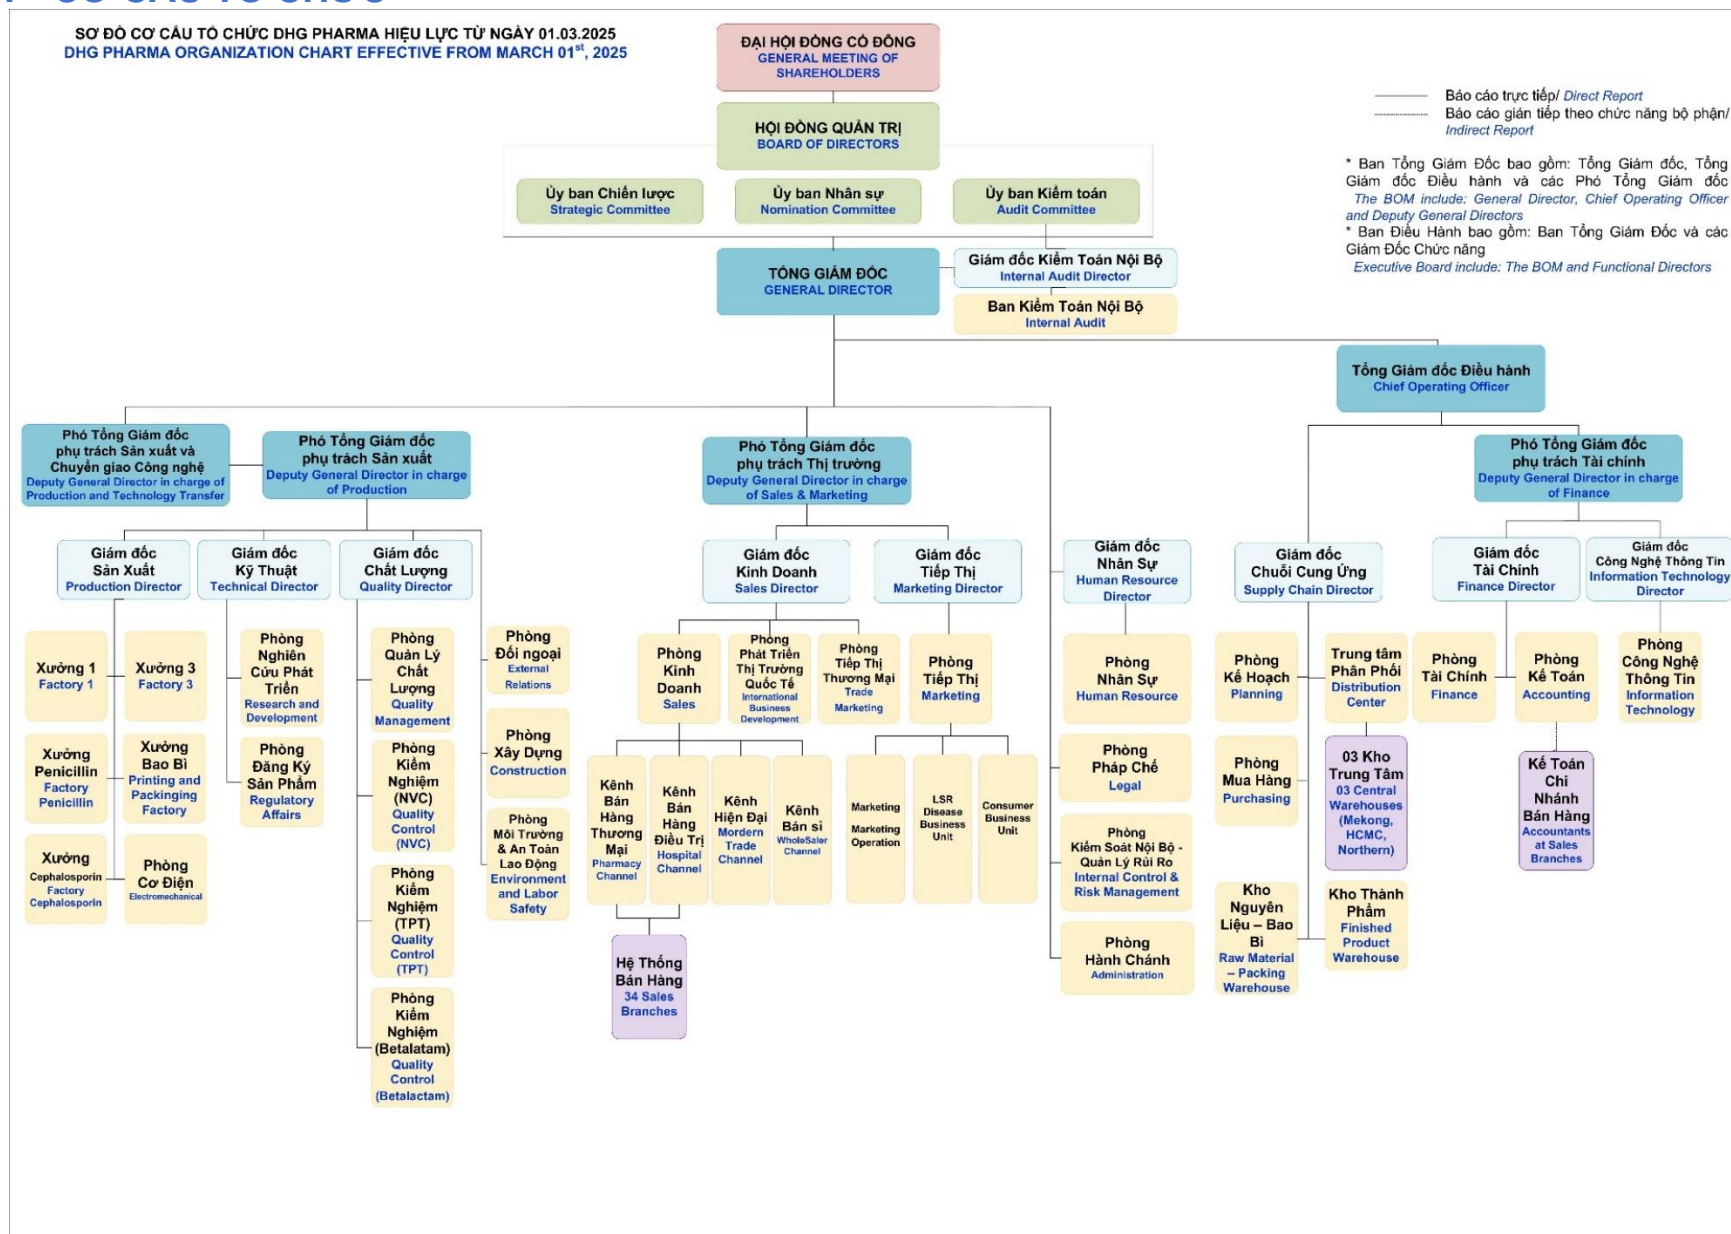 SƠ ĐỒ CƠ CẤU TỔ CHỨC DHG PHARMA HIỆU LỰC TỪ NGÀY 01.03.2025
DHG PHARMA ORGANIZATION CHART EFFECTIVE FROM MARCH 01st, 2025
ĐẠI HỘI ĐỒNG CỔ ĐÔNG
GENERAL MEETING OF
SHAREHOLDERS
Báo cáo trực tiếp/ Direct Report
Báo cáo gián tiếp theo chức năng bộ phận/
Indirect Report
* Ban Tổng Giám Đốc bao gồm: Tổng Giám đốc, Tổng
Giám đốc Điều hành và các Phó Tổng Giám đốc
The BOM include: General Director, Chief Operating Officer
and Deputy General Directors
* Ban Điều Hành bao gồm: Ban Tổng Giám Đốc và các
Giám Đốc Chức năng
Executive Board include: The BOM and Functional Directors
HỘI ĐỒNG QUẢN TRỊ
BOARD OF DIRECTORS
Ủy ban Chiến lược
Strategic Committee
Ủy ban Nhân sự
Nomination Committee
Ủy ban Kiểm toán
Audit Committee
TỔNG GIÁM ĐỐC
GENERAL DIRECTOR
Giám đốc Kiểm Toán Nội Bộ
Internal Audit Director
Ban Kiểm Toán Nội Bộ
Internal Audit
Tổng Giám đốc Điều hành
Chief Operating Officer
Phó Tổng Giám đốc
phụ trách Sản xuất và
Chuyển giao Công nghệ
Deputy General Director in charge of
Production and Technology Transfer
Phó Tổng Giám đốc
phụ trách Sản xuất
Deputy General Director in charge
of Production
Phó Tổng Giám đốc
phụ trách Thị trường
Deputy General Director in charge
of Sales & Marketing
Phó Tổng Giám đốc
phụ trách Tài chính
Deputy General Director in charge
of Finance
Giám đốc
Sản Xuất
Production Director
Giám đốc
Kỹ Thuật
Technical Director
Giám đốc
Chất Lượng
Quality Director
Giám đốc
Kinh Doanh
Sales Director
Giám đốc
Tiếp Thị
Marketing Director
Giám đốc
Nhân Sự
Human Resource
Director
Giám đốc
Chuỗi Cung Ứng
Supply Chain Director
Giám đốc
Tài Chính
Finance Director
Giám đốc
Công Nghệ Thông Tin
Information Technology
Director
Xưởng 1
Factory 1
Xưởng 3
Factory 3
Phòng
Nghiên
Cứu Phát
Triển
Research and
Development
Phòng
Quản Lý
Chất
Lượng
Quality
Management
Phòng
Đối ngoại
External
Relations
Phòng
Kinh
Doanh
Sales
Phòng
Phát Triển
Thị Trường
Quốc Tế
International
Business
Development
Phòng
Tiếp Thị
Thương Mại
Trade
Marketing
Phòng
Tiếp Thị
Marketing
Phòng
Nhân Sự
Human Resource
Phòng
Kế Hoạch
Planning
Trung tâm
Phân Phối
Distribution
Center
Phòng
Tài Chính
Finance
Phòng
Kế Toán
Accounting
Phòng
Công Nghệ
Thông Tin
Information
Technology
Xưởng
Penicillin
Factory
Penicillin
Xưởng
Bao Bì
Printing and
Packinging
Factory
Phòng
Đăng Ký
Sản Phẩm
Regulatory
Affairs
Phòng
Kiểm
Nghiệm
(NVC)
Quality
Control
(NVC)
Phòng
Xây Dựng
Construction
Phòng
Pháp Chế
Legal
Phòng
Mua Hàng
Purchasing
03 Kho
Trung Tâm
03 Central
Warehouses
(Mekong,
HCMC,
Northern)
Kế Toán
Chi
Nhánh
Bán Hàng
Accountants
at Sales
Branches
Xưởng
Cephalosporin
Factory
Cephalosporin
Phòng
Cơ Điện
Electromechanical
Phòng
Kiểm
Nghiệm
(TPT)
Quality
Control
(TPT)
Phòng
Môi Trường
& An Toàn
Lao Động
Environment
and Labor
Safety
Kênh
Bán
Hàng
Thương
Mại
Pharmacy
Channel
Kênh
Bán
Hàng
Điều Trị
Hospital
Channel
Kênh
Hiện Đại
Mordern
Trade
Channel
Kênh
Bán sỉ
WholeSaler
Channel
Marketing
Marketing
Operation
LSR
Disease
Business
Unit
Consumer
Business
Unit
Phòng
Kiểm Soát Nội Bộ -
Quản Lý Rủi Ro
Internal Control &
Risk Management
Kho
Nguyên
Liệu – Bao
Bì
Raw Material
– Packing
Warehouse
Kho Thành
Phẩm
Finished
Product
Warehouse
Phòng
Hành Chánh
Administration
Hệ Thống
Bán Hàng
34 Sales
Branches
Phòng
Kiểm
Nghiệm
(Betalatam)
Quality
Control
(Betalactam)